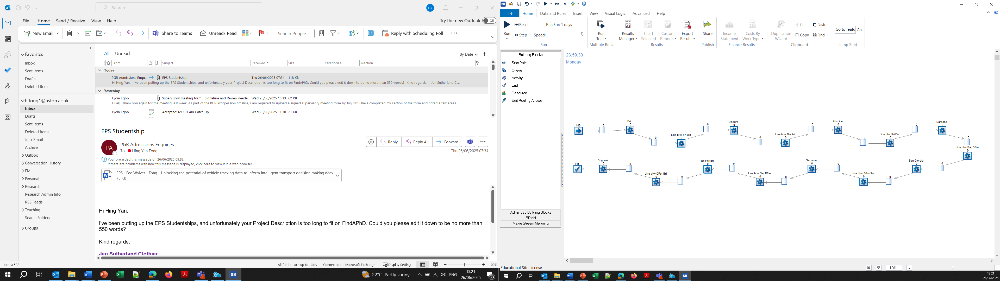 Search
HY
File Home Send / Receive View Help
Try the new Outlook Off
New Email
Share to Teams
Unread/ Read
Search People
Reply with Scheduling Poll
Favorites
Inbox
Sent Items
Drafts
Deleted Items
h.tong1@aston.ac.uk
Inbox
Drafts
Sent Items
Deleted Items
Junk Email
Archive
Outbox
Conversation History
EM
Personal
Research
Research Admin Info
RSS Feeds
Teaching
Search Folders
Groups
All Unread
By Date
! From Subject Received Size Categories Mention
Today
PGR Admissions Enqu... EPS Studentship Thu 26/06/2025 07:34 118 KB
Hi Hing Yan, I've been putting up the EPS Studentships, and unfortunately your Project Description is too long to fit on FindAPhD. Could you please edit it down to be no more than 550 words? Kind regards, Jen Sutherland Cl...
Yesterday
Lydia Egbo Supervisory meeting form - Signature and Review neede... Wed 25/06/2025 15:33 62 KB
Hi all, Thank you again for the meeting last week. As part of the PGR Progression timeline, I am required to upload a signed supervisory meeting form by July 1st. I have completed my section of the form and noted a few areas
Lydia Egbo Accepted: MULTI-AIR Catch Up Wed 25/06/2025 11:30 21 KB
EPS Studentship
PA
PGR Admissions Enquiries
To Hing Yan Tong
Reply Reply All Forward
Thu 26/06/2025 07:34
You forwarded this message on 26/06/2025 09:32.
If there are problems with how this message is displayed, click here to view it in a web browser.
EPS - Fee Waiver - Tong - Unlocking the potential of vehicle tracking data to inform intelligent transport decision making.docx
75 KB
Hi Hing Yan,
I've been putting up the EPS Studentships, and unfortunately your Project Description is too long to fit on FindAPhD. Could you please edit it down to be no more than
550 words?
Kind regards,
Jen Sutherland Clothier
Items: 522
All folders are up to date. Connected to: Microsoft Exchange Display Settings 100%
22°C Partly sunny ENG 13:21
26/06/2025 33
S8
File Home Data and Rules Insert View Visual Logic Advanced Help
Run
Reset
Step
Run For: 1 days
Speed:
Run
Run Trial
Multiple Runs
Results Manager
Chart Selected
Custom Reports
Export Results
Results
Share
Publish
Income Statement
Costs By Work Type
Finance Results
Duplication Wizard
Cut
Copy
Paste
Find
Clipboard
Go to featu Go
Jump Start
Building Blocks
Start Point
Queue
Activity
End
Resource
Edit Routing Arrows
Advanced Building Blocks
BPMN
Value Stream Mapping
23:59:30
Monday
145
0
Brin
0
0
Line btw Bri Din
0
0
Dinegro
0
0
Line btw Din Pri
0
0
Principe
0
0
Line btw Pri Dar
0
0
Darsena
0
0
Line btw Dar SGio
0
145
Brignole
0
0
Line btw DFer Bri
0
0
De Ferrari
0
0
Line btw Sar DFer
0
0
Sarzano
0
0
Line btw SGio Sar
0
0
San Giorgio
0
0
Educational Site License
100%
13:21
26/06/2025